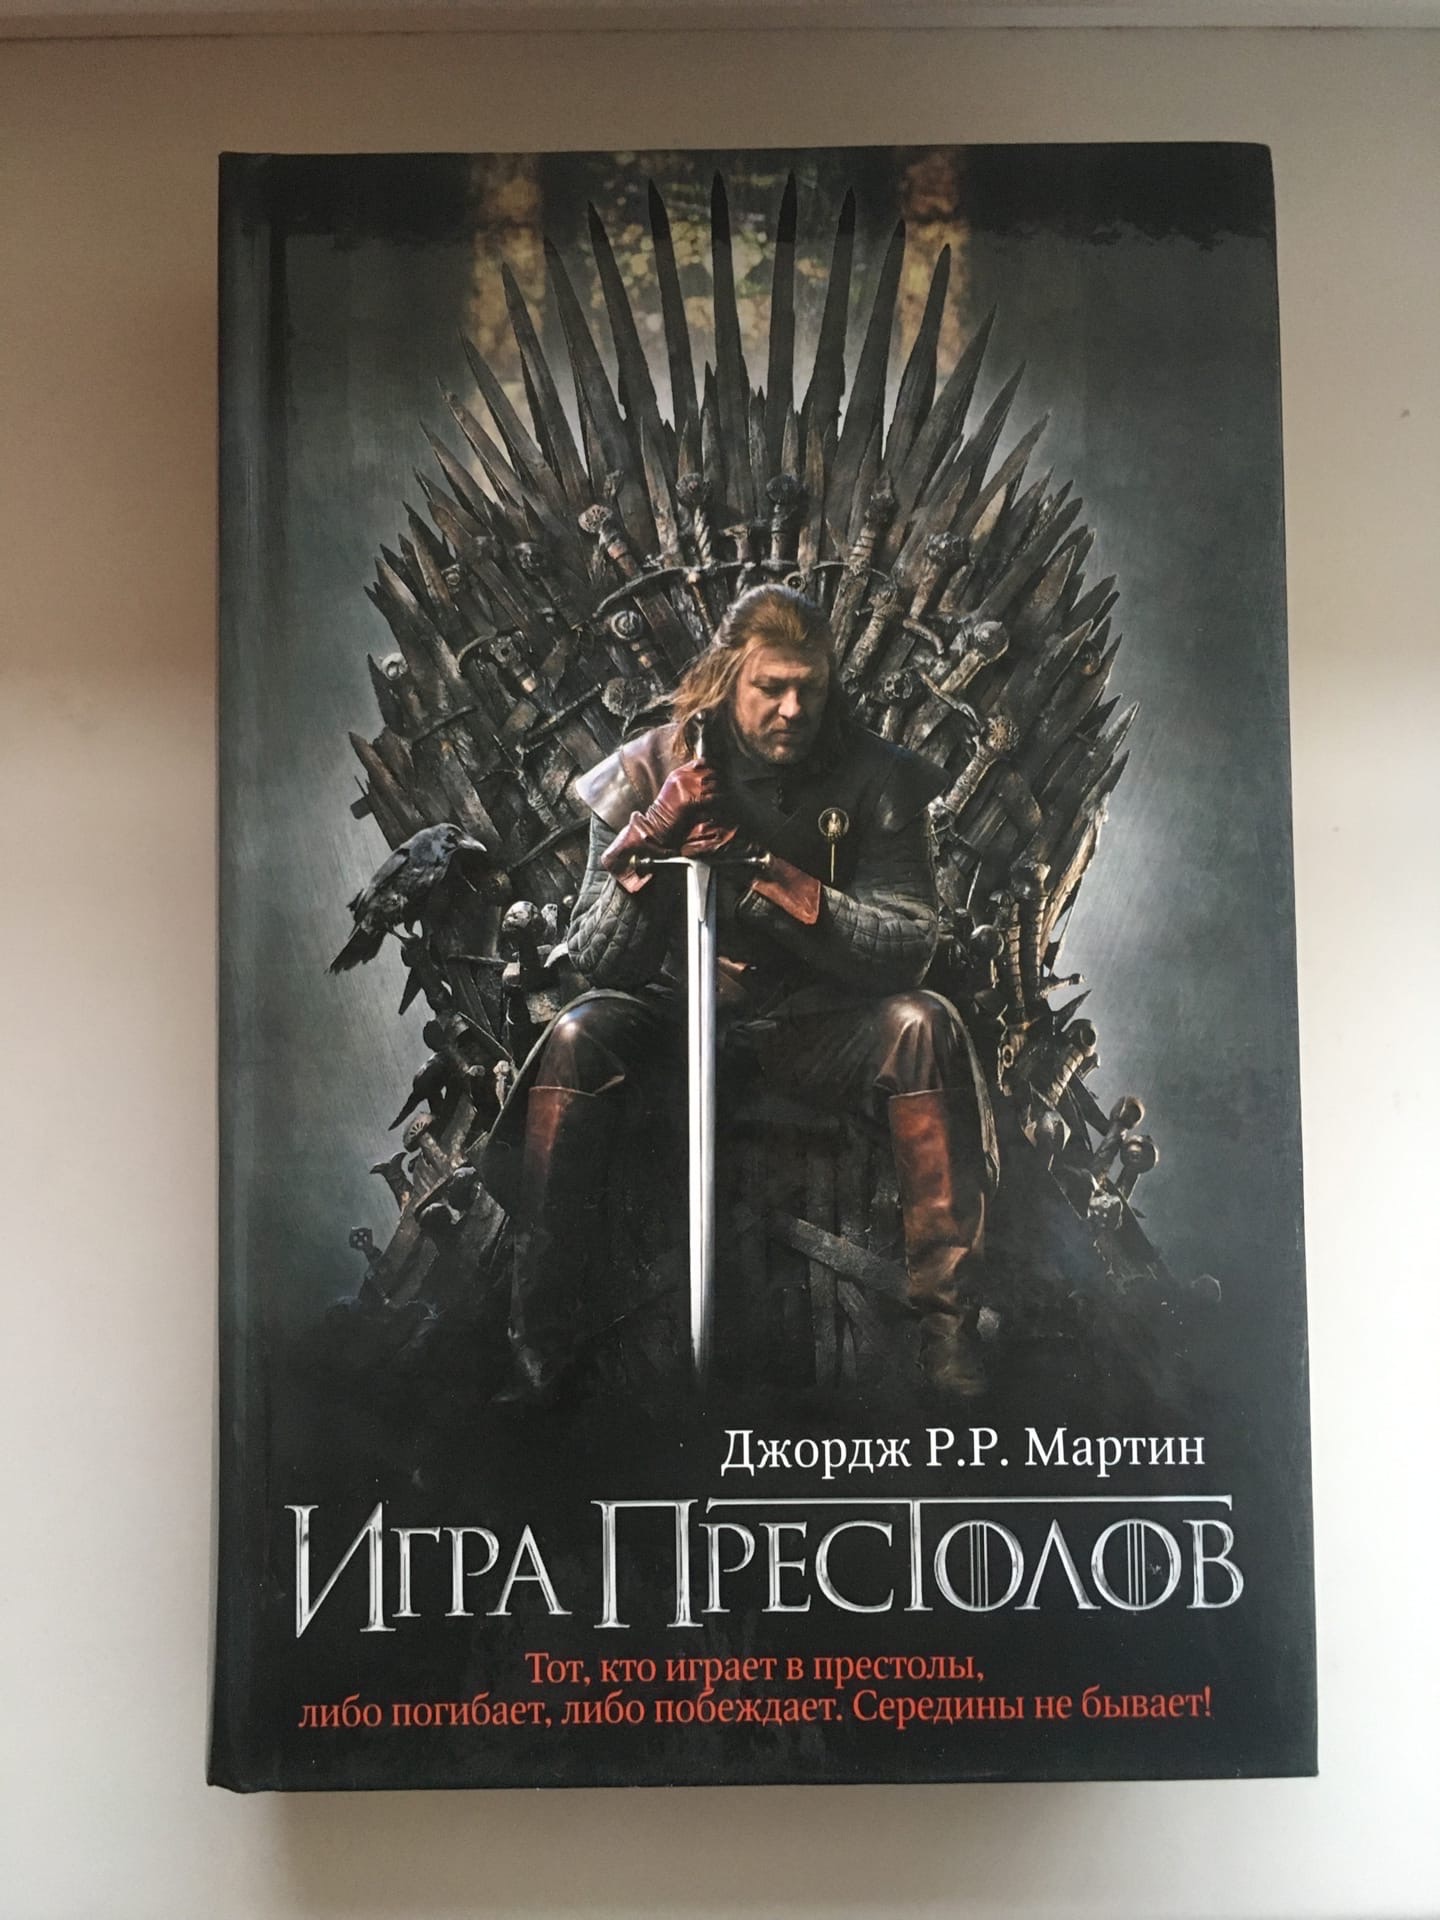 Джордж Р.Р. Мартин
Игра Престолов
Тот, кто играет в престолы,
либо погибает, либо побеждает. Середины не бывает!